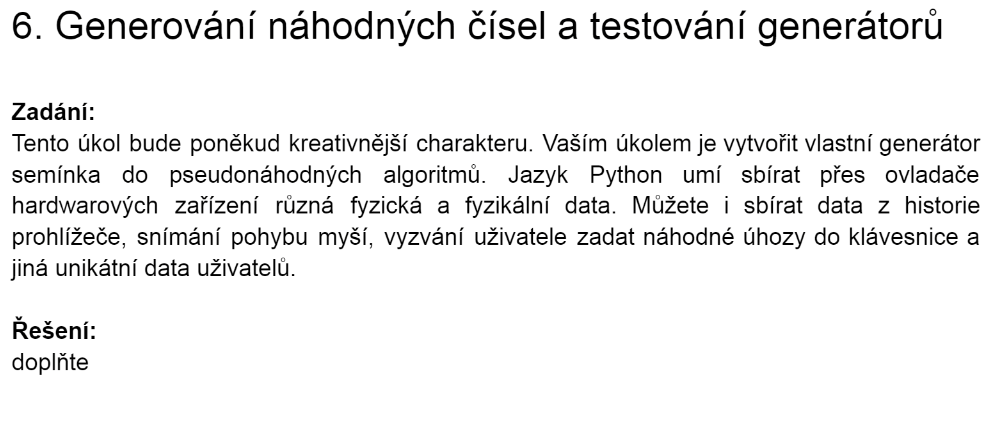 6. Generování náhodných čísel a testování generátorů
Zadání:
Tento úkol bude poněkud kreativnější charakteru. Vaším úkolem je vytvořit vlastní generátor
semínka do pseudonáhodných algoritmů. Jazyk Python umí sbírat přes ovladače
hardwarových zařízení různá fyzická a fyzikální data. Můžete i sbírat data z historie
prohlížeče, snímání pohybu myší, vyzvání uživatele zadat náhodné úhozy do klávesnice a
jiná unikátní data uživatelů.
Řešení:
doplňte